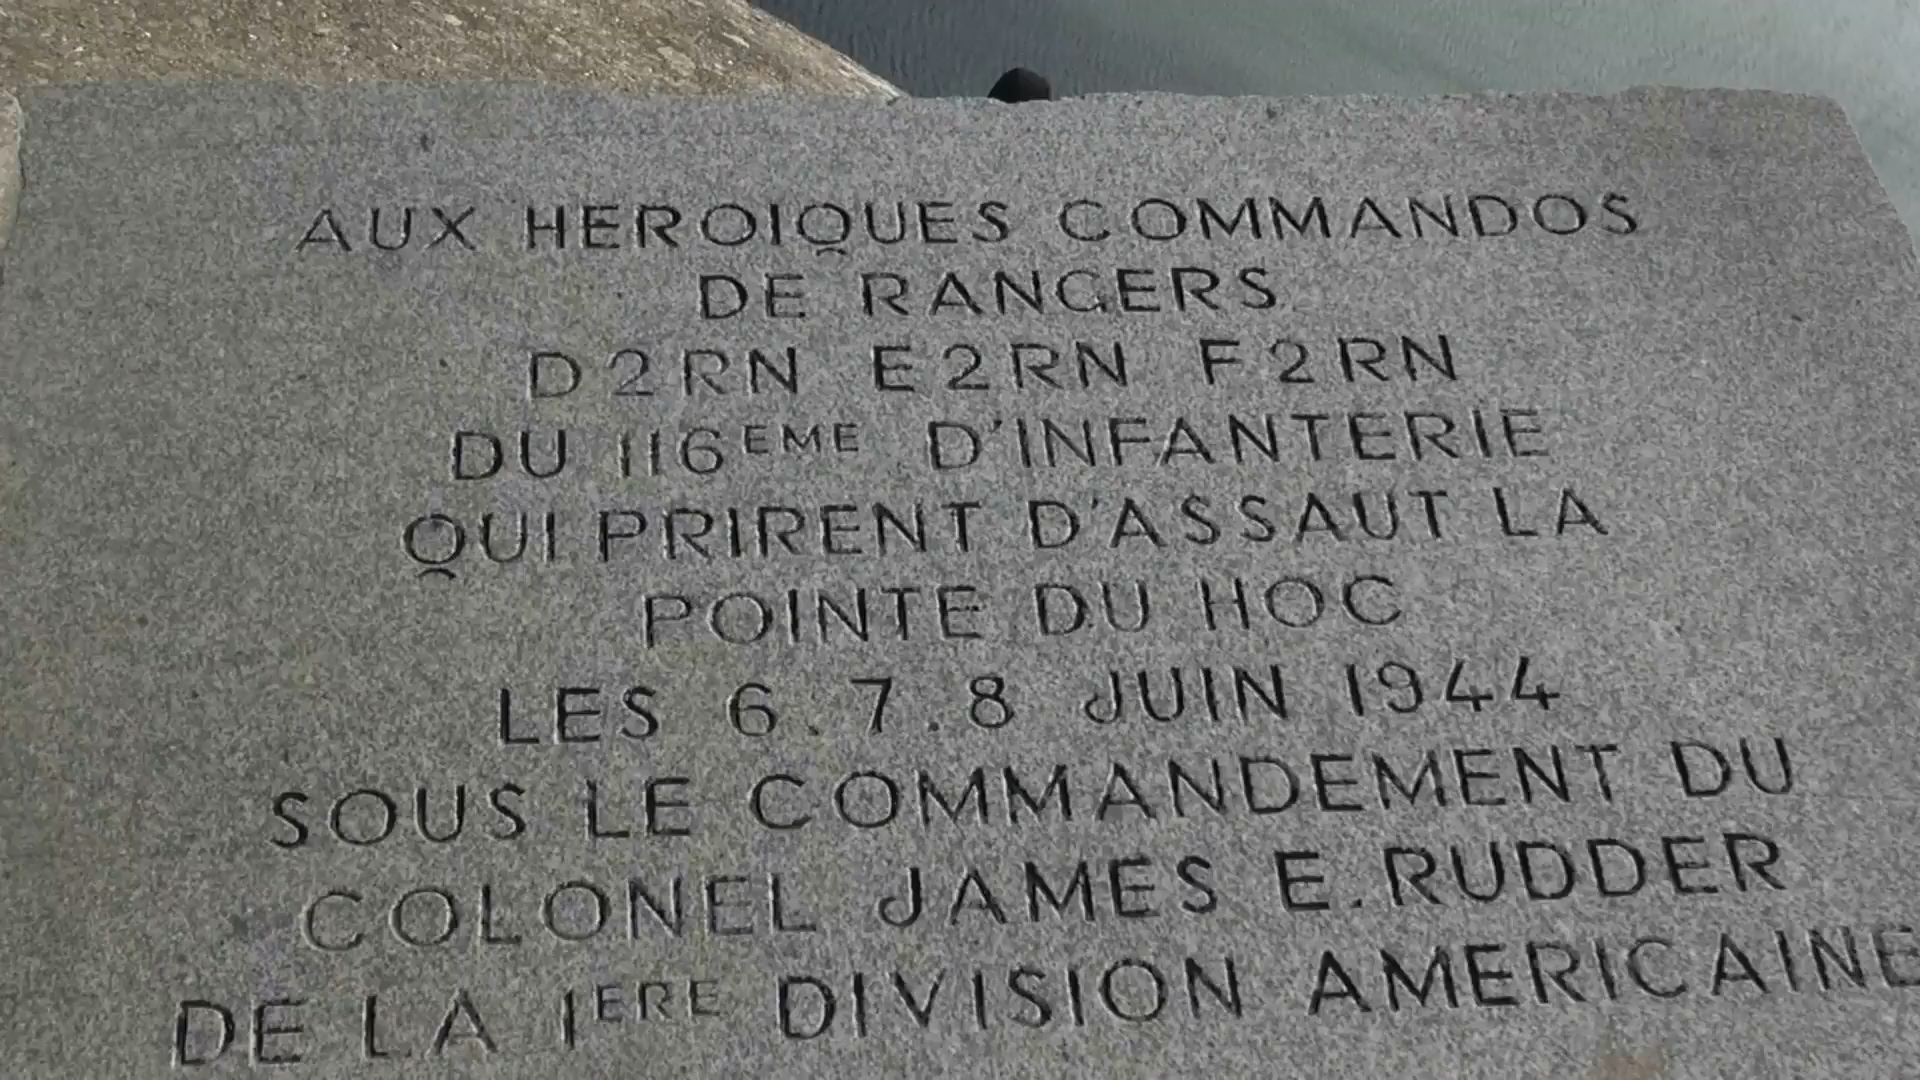 AUX HEROIQUES COMMANDOS
DE RANGERS
D2RN E2RN F2RN
DU 116EME D'INFANTERIE
QUI PRIRENT D'ASSAUT LA
POINTE DU HOC
LES 6.7.8 JUIN 1944
SOUS LE COMMANDEMENT DU
COLONEL JAMES E.RUDDER
DE LA 1ERE DIVISION AMERICAINE